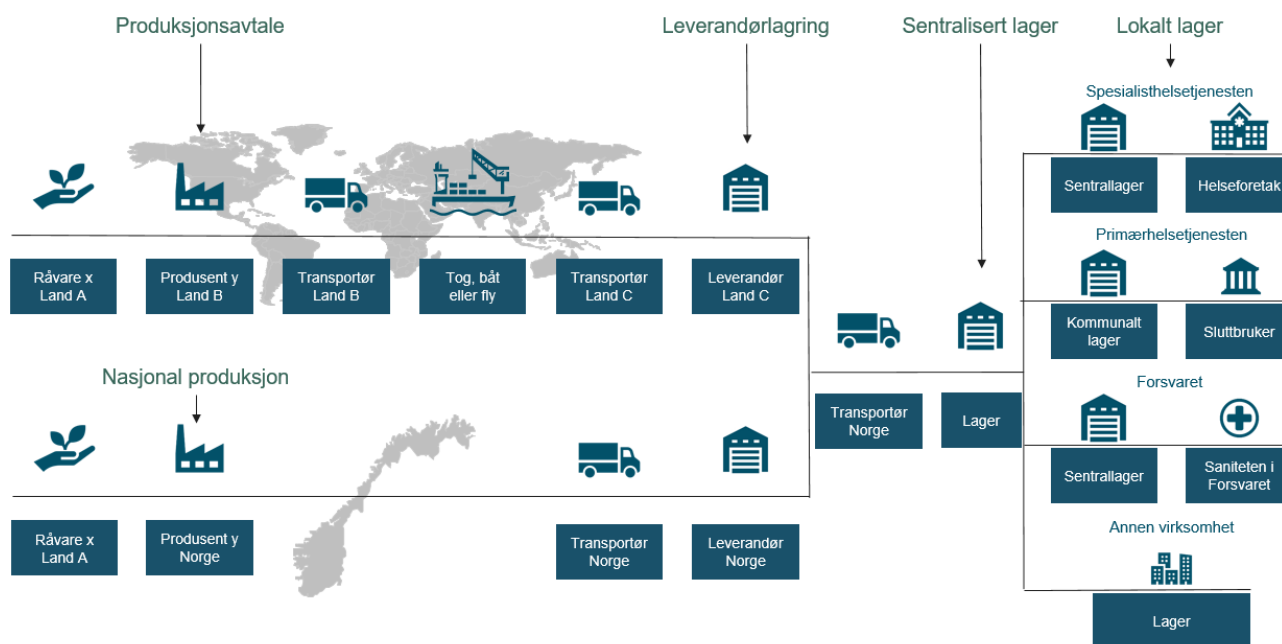 Produksjonsavtale
Leverandørlagring
Sentralisert lager
Lokalt lager
Spesialisthelsetjenesten
Sentrallager
Helseforetak
Primærhelsetjenesten
Råvare x
Land A
Produsent y
Land B
Transportør
Land B
Tog, båt
eller fly
Transportør
Land C
Leverandør
Land C
Kommunalt
lager
Sluttbruker
Nasjonal produksjon
Forsvaret
Transportør
Norge
Lager
Sentrallager
Saniteten i
Forsvaret
Råvare x
Land A
Produsent y
Norge
Transportør
Norge
Leverandør
Norge
Annen virksomhet
Lager